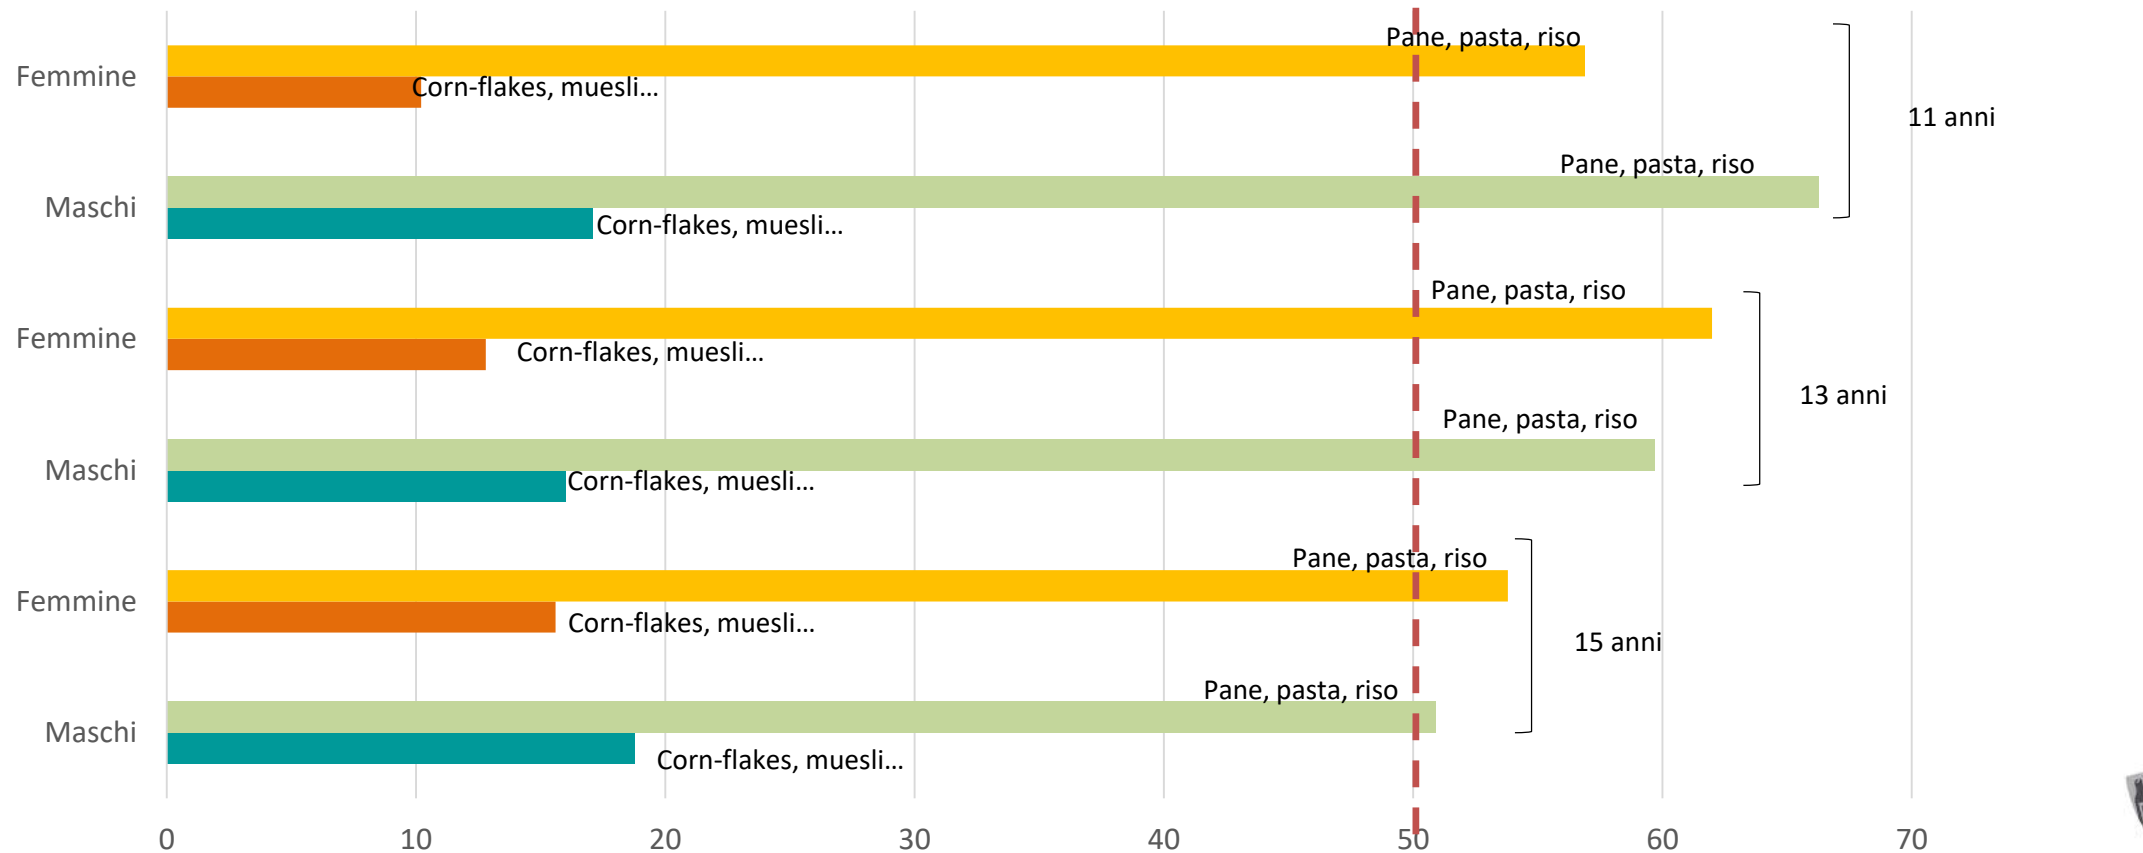 Pane, pasta, riso
Femmine
Corn-flakes, muesli...
11 anni
Pane, pasta, riso
Maschi
Corn-flakes, muesli...
Pane, pasta, riso
Femmine
Corn-flakes, muesli...
13 anni
Pane, pasta, riso
Maschi
Corn-flakes, muesli...
Pane, pasta, riso
Femmine
Corn-flakes, muesli...
15 anni
Pane, pasta, riso
Maschi
Corn-flakes, muesli...
0 10 20 30 40 50 60 70